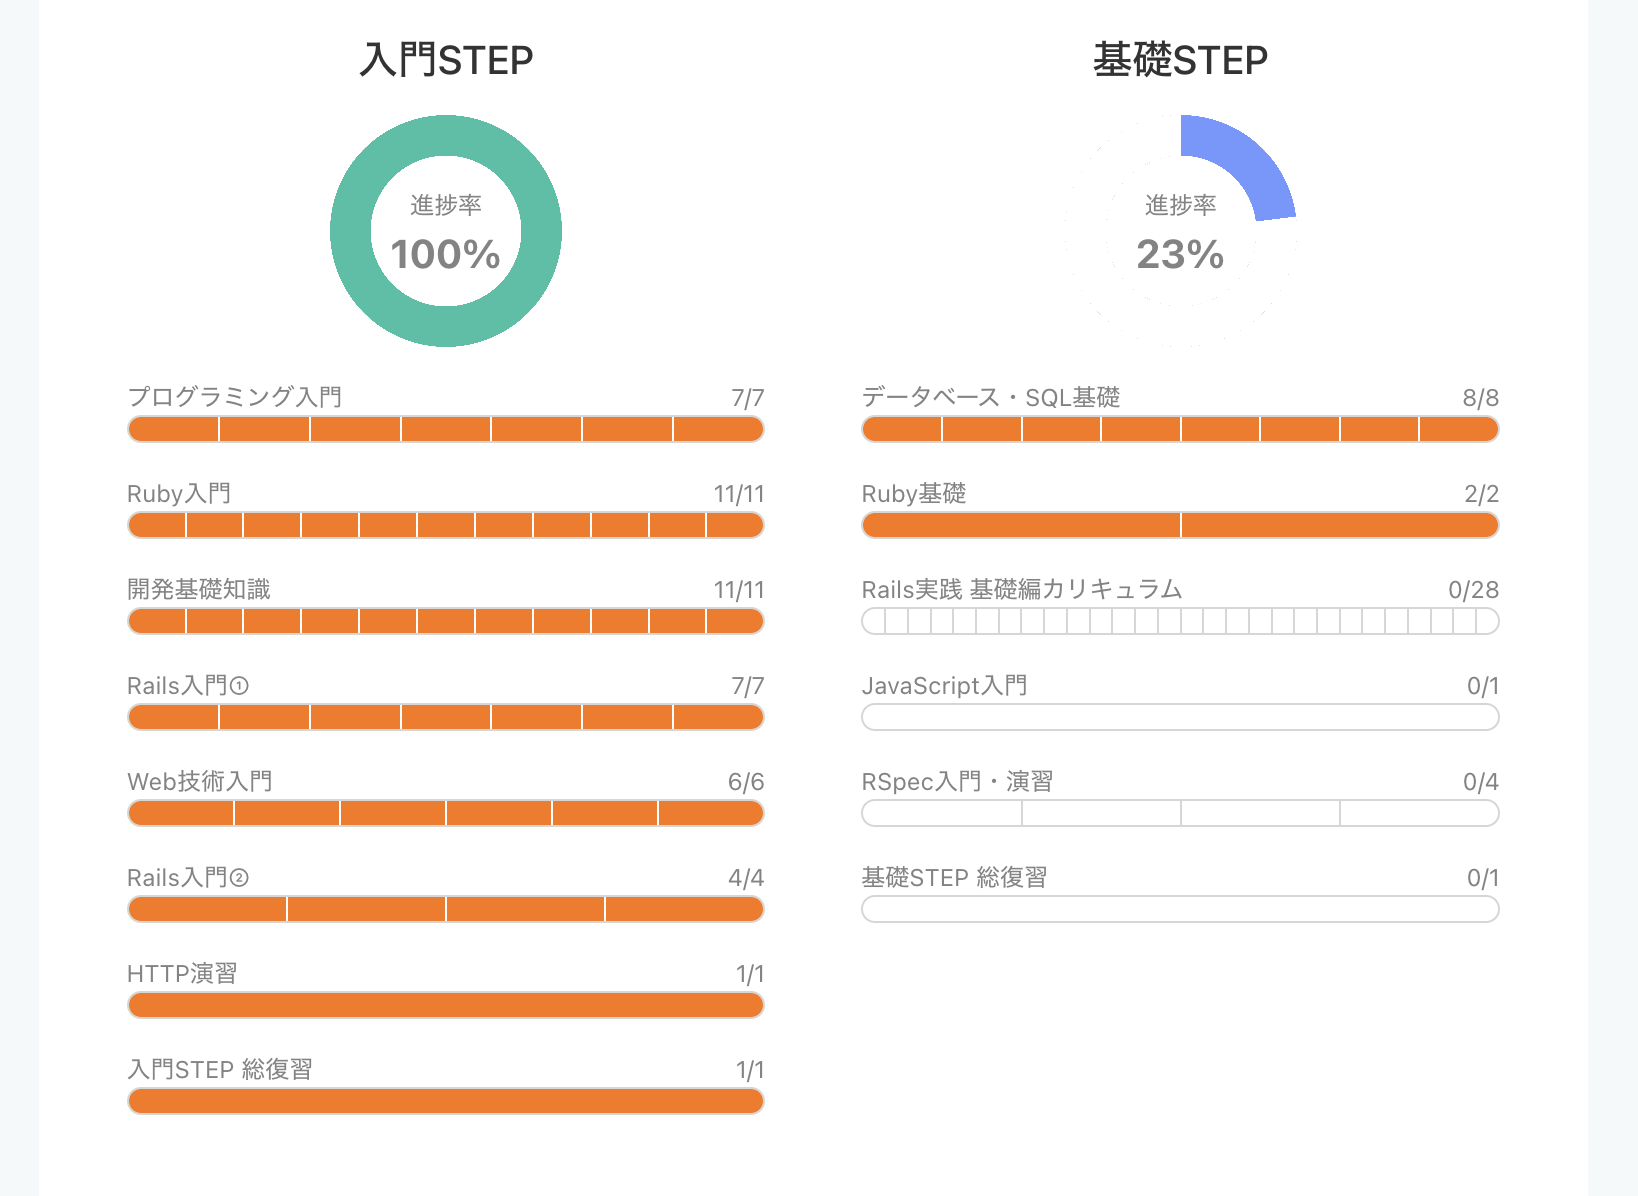 入門STEP
進捗率
100%
プログラミング入門 7/7
Ruby入門 11/11
開発基礎知識 11/11
Rails入門① 7/7
Web技術入門 6/6
Rails入門② 4/4
HTTP演習 1/1
入門STEP 総復習 1/1
基礎STEP
進捗率
23%
データベース・SQL基礎 8/8
Ruby基礎 2/2
Rails実践 基礎編カリキュラム 0/28
JavaScript入門 0/1
RSpec入門・演習 0/4
基礎STEP 総復習 0/1